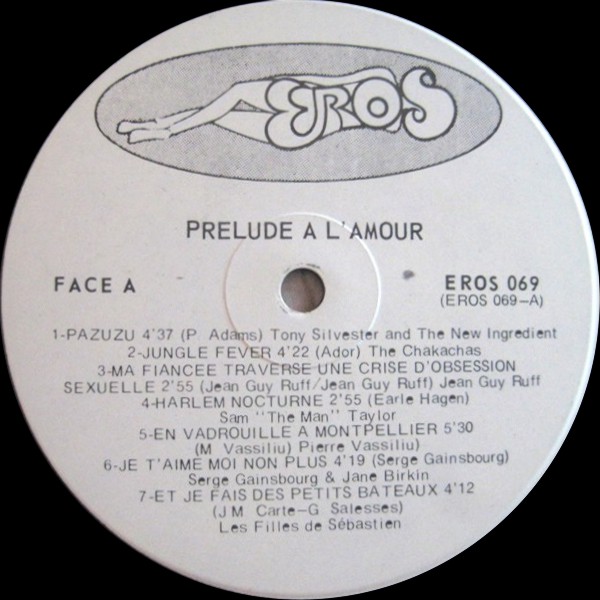 EROS
PRELUDE A L'AMOUR
FACE A
EROS 069
(EROS 069-A)
1-PAZUZU 4'37 (P. Adams) Tony Silvester and The New Ingredient
2-JUNGLE FEVER 4'22 (Ador) The Chakachas
3-MA FIANCEE TRAVERSE UNE CRISE D'OBSESSION
SEXUELLE 2'55 (Jean Guy Ruff/Jean Guy Ruff) Jean Guy Ruff
4-HARLEM NOCTURNE 2'55 (Earle Hagen)
Sam "The Man" Taylor
5-EN VADROUILLE A MONTPELLIER 5'30
(M Vassiliu) Pierre Vassiliu)
6-JE T'AIME MOI NON PLUS 4'19 (Serge Gainsbourg)
Serge Gainsbourg & Jane Birkin
7-ET JE FAIS DES PETITS BATEAUX 4'12
(J M Carte-G Salesses)
Les Filles de Sébastien